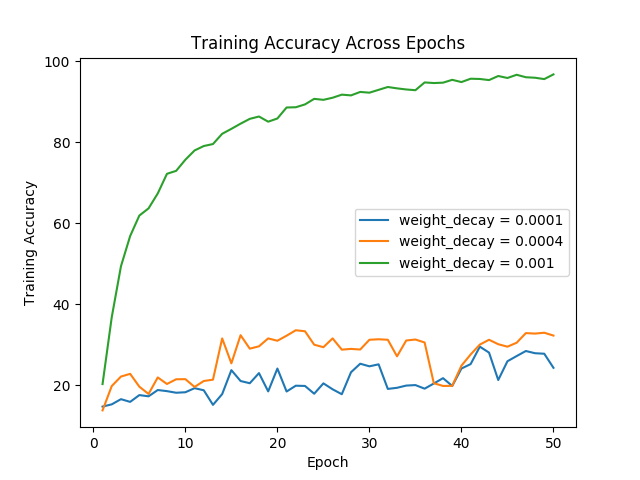 Training Accuracy Across Epochs
Training Accuracy
100
80
60
40
20
weight_decay = 0.0001
weight_decay = 0.0004
weight_decay = 0.001
0
10
20
30
40
50
Epoch